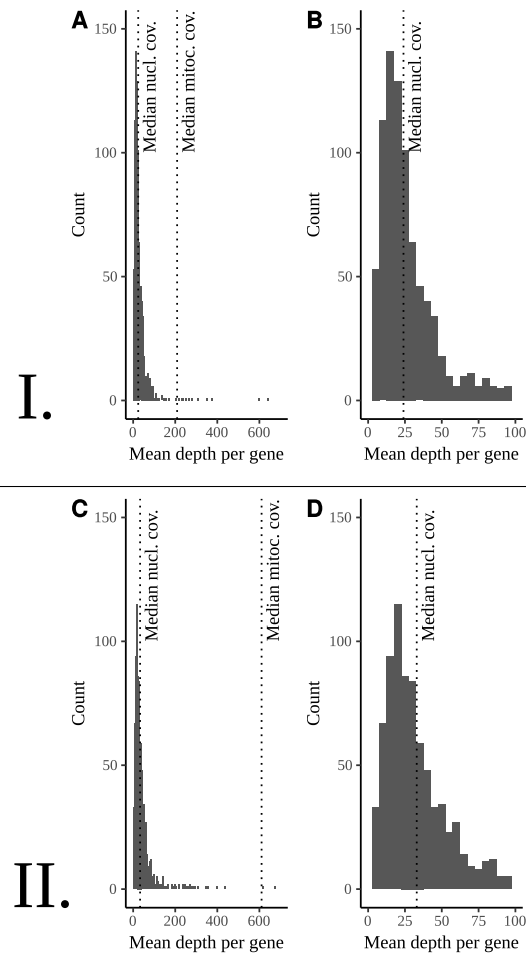 A
B
150
100
50
0
Count
Median nucl. cov.
Median mitoc. cov.
0
200
400
600
Mean depth per gene
150
100
50
0
Count
Median nucl. cov.
0
25
50
75
100
Mean depth per gene
I.
C
D
150
100
50
0
Count
Median nucl. cov.
Median mitoc. cov.
0
200
400
600
Mean depth per gene
150
100
50
0
Count
Median nucl. cov.
0
25
50
75
100
Mean depth per gene
II.